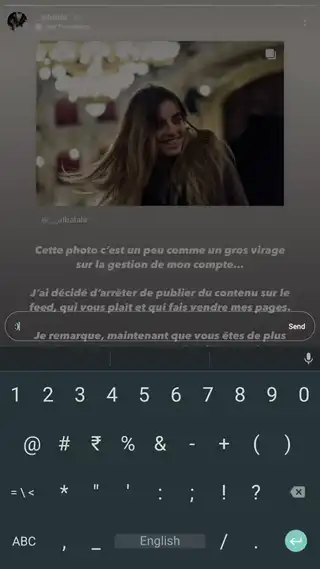 @__albatale
Cette photo c'est un peu comme un gros virage
sur la gestion de mon compte...
J'ai décidé d'arrêter de publier du contenu sur le
feed, qui vous plait et qui fais vendre mes pages.
Je remarque, maintenant que vous êtes de plus
:)
Send
1 2 3 4 5 6 7 8 9 0
@ # ₹ % & - + ( )
= \ < * " ' : ; ! ?
ABC , _ English / .